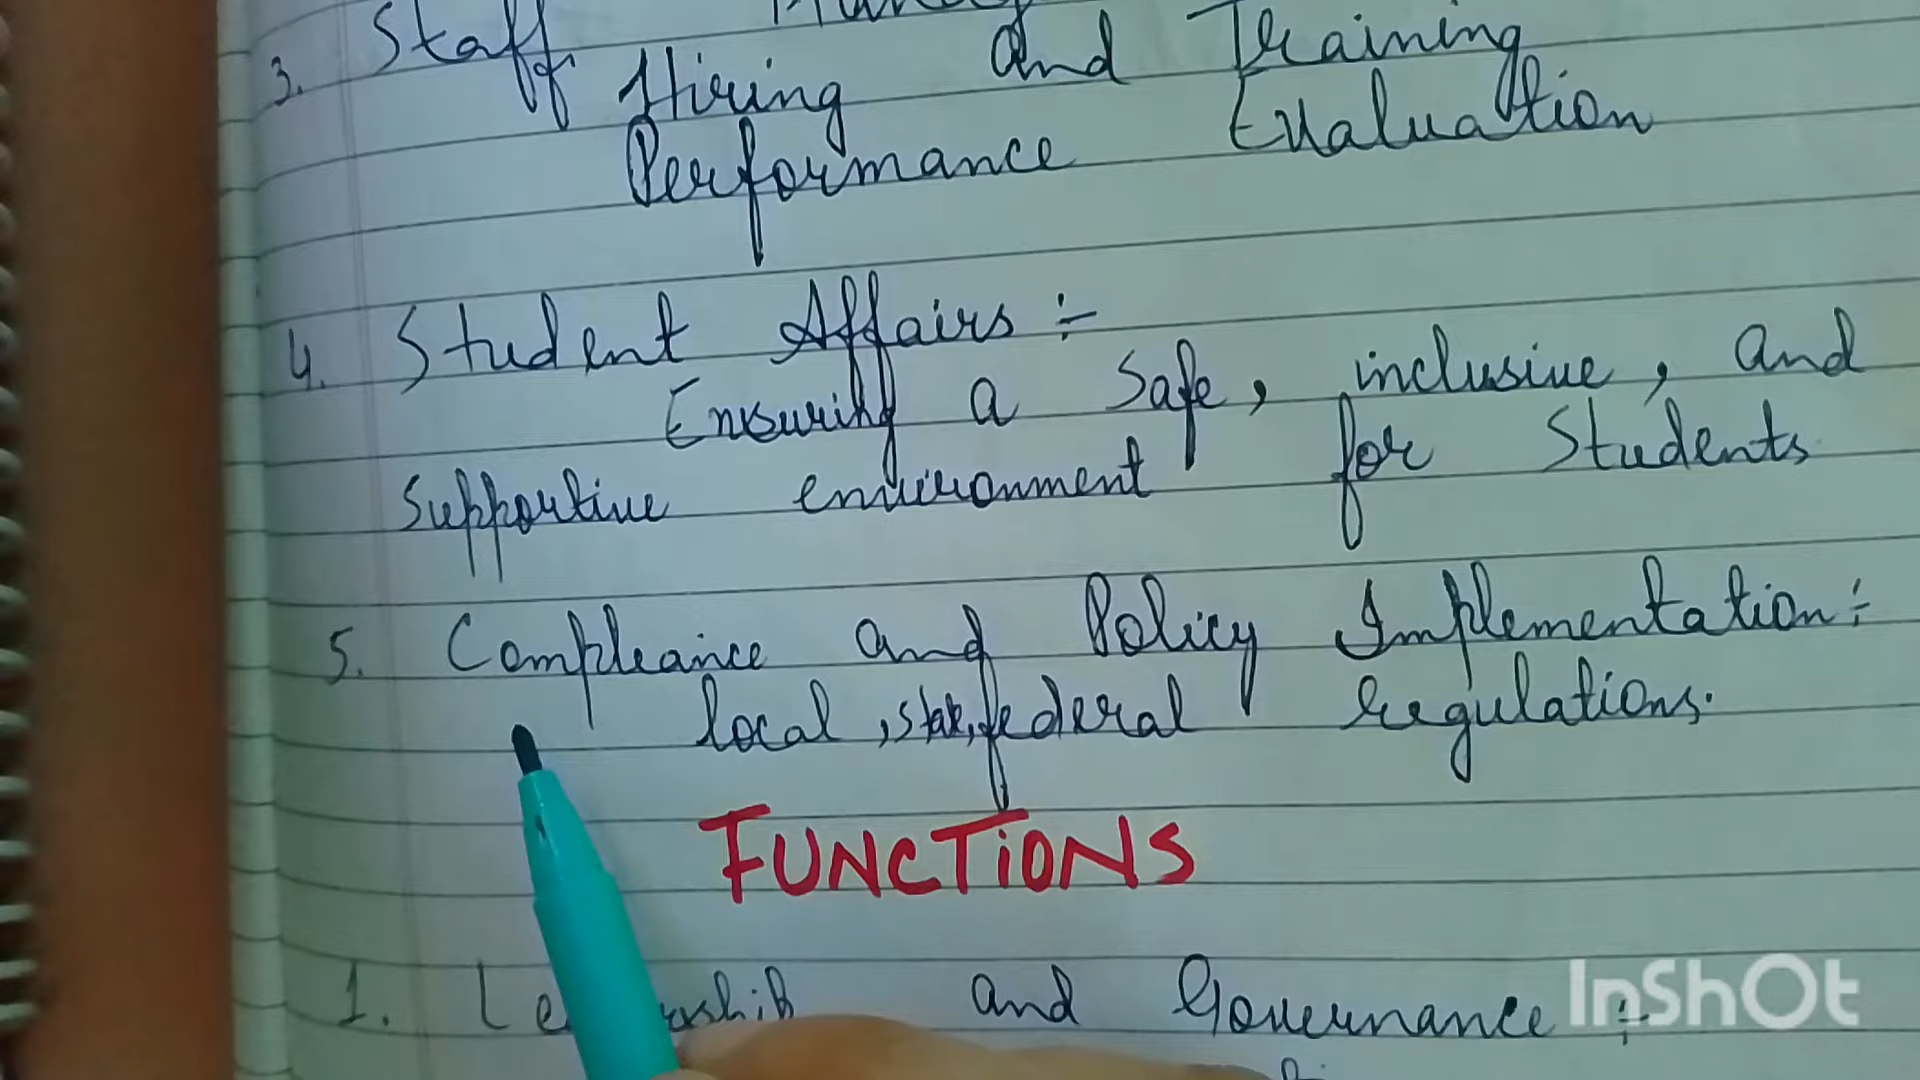 3. Staff
Hiring and Training
Performance Evaluation
4. Student Affairs :-
Ensuring a Safe, inclusive, and
Supportive environment for Students
5. Compleance and Policy Implementation:-
local, state, federal regulations.
FUNCTIONS
1. and Governance :-
InShOt